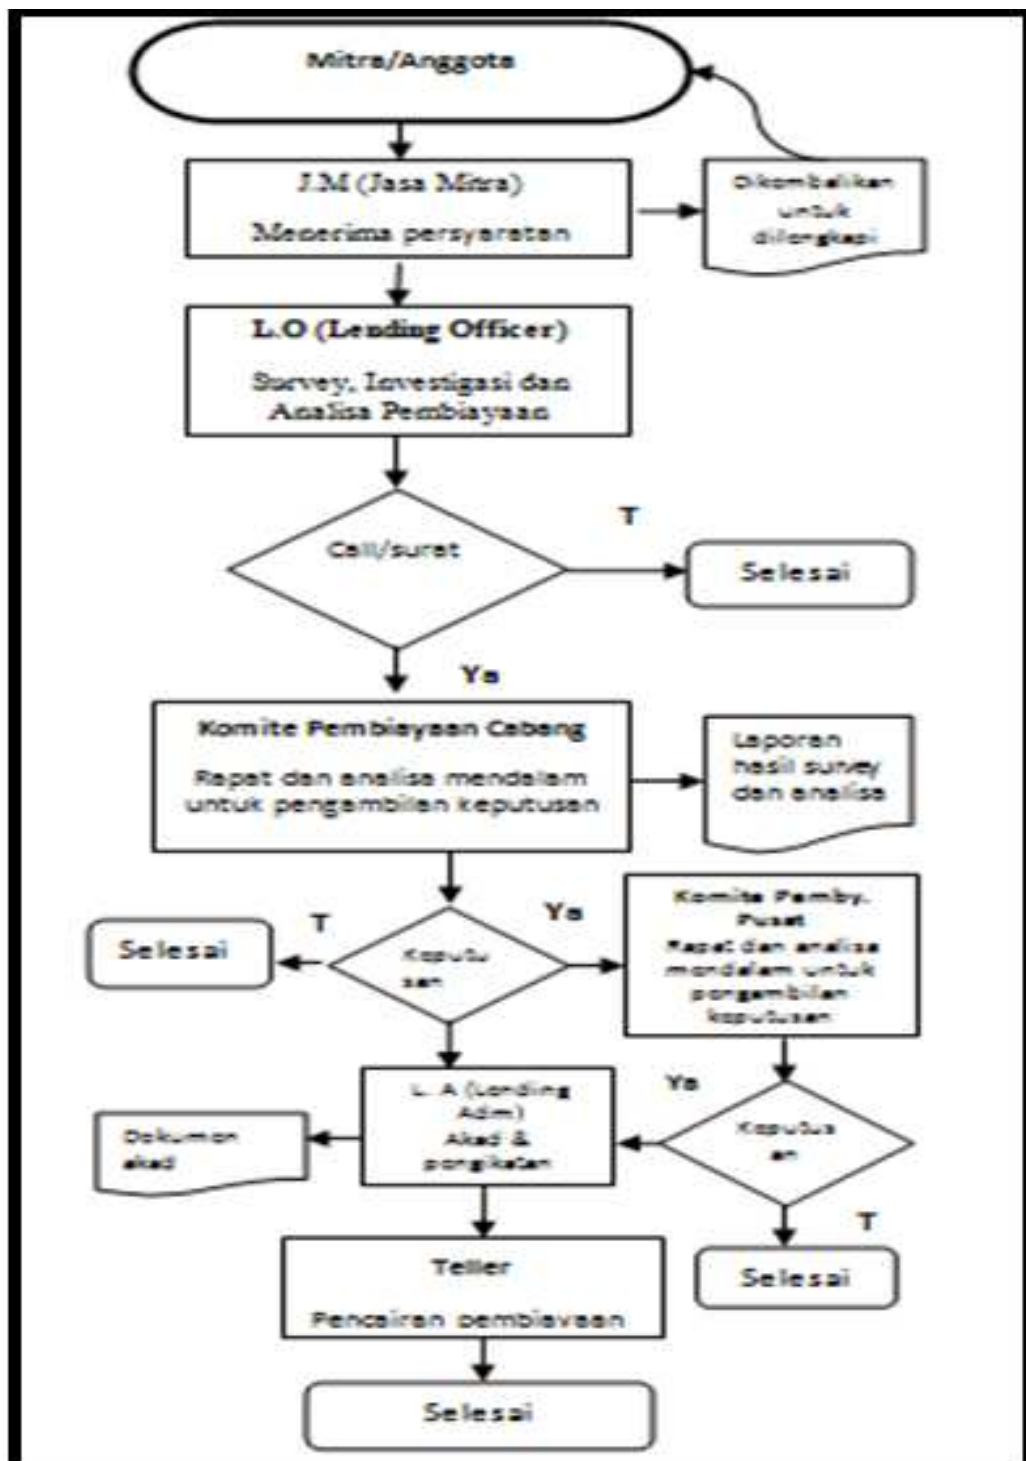 Mitra/Anggota
J.M (Jasa Mitra)
Menerima persyaratan
Dikembalikan
untuk
dilengkapi
L.O (Lending Officer)
Survey, Investigasi dan
Analisa Pembiayaan
Call/surat
T
Selesai
Ya
Komite Pembiayaan Cabang
Rapat dan analisa mendalam
untuk pengambilan keputusan
Laporan
hasil survey
dan analisa
T
Ya
Selesai
Keputu
san
Komite Pemby.
Pusat
Rapat dan analisa
mendalam untuk
pengambilan
keputusan
L. A (Lending
Adm)
Akad &
pengikatan
Ya
Keputus
an
Dokumen
akad
T
Selesai
Teller
Pencairan pembiayaan
Selesai